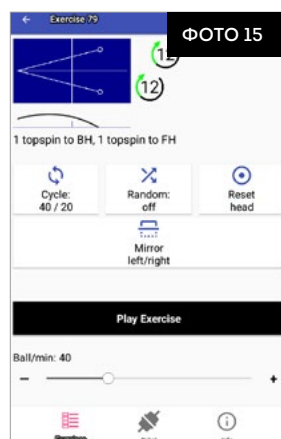 Exercise 79
ФОТО 15
12
12
1 topspin to BH, 1 topspin to FH
Cycle:
40 / 20
Random:
off
Reset
head
Mirror
left/right
Play Exercise
Ball/min: 40